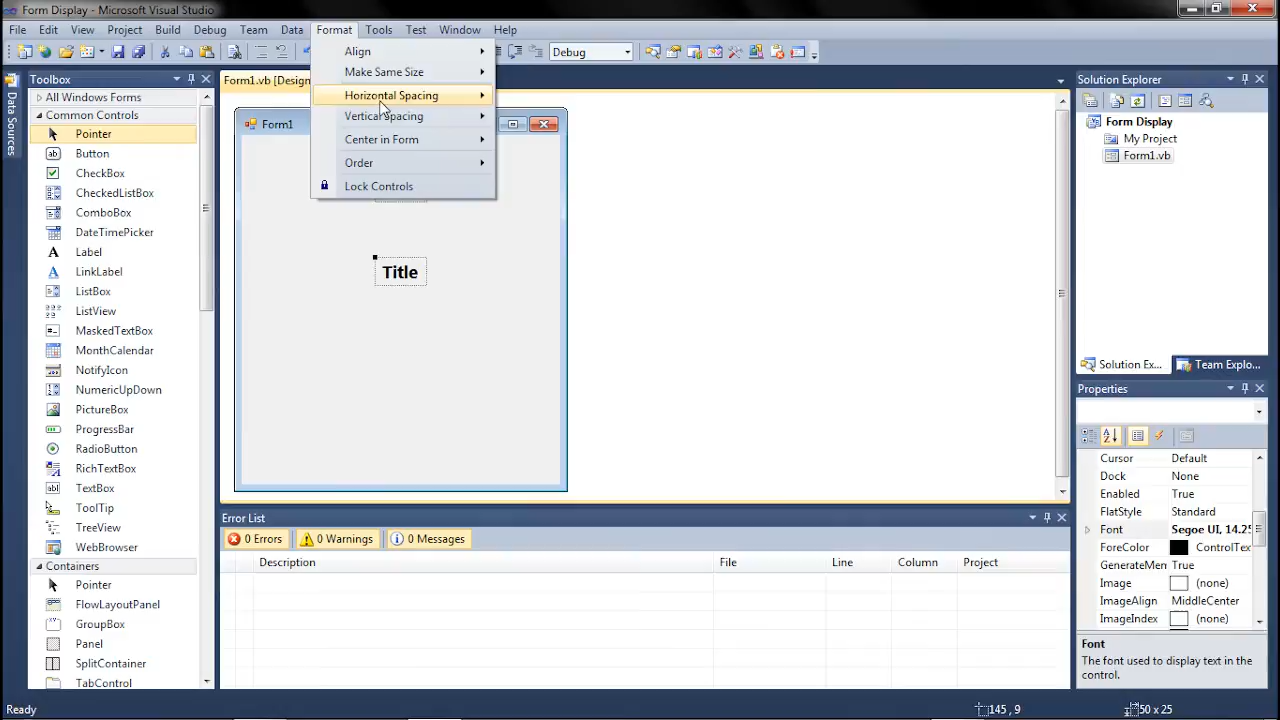 Form Display - Microsoft Visual Studio
File Edit View Project Build Debug Team Data Format Tools Test Window Help
Debug
Data Sources
Toolbox
All Windows Forms
Common Controls
Pointer
Button
CheckBox
CheckedListBox
ComboBox
DateTimePicker
Label
LinkLabel
ListBox
ListView
MaskedTextBox
MonthCalendar
NotifyIcon
NumericUpDown
PictureBox
ProgressBar
RadioButton
RichTextBox
TextBox
ToolTip
TreeView
WebBrowser
Containers
Pointer
FlowLayoutPanel
GroupBox
Panel
SplitContainer
TabControl
Form1.vb [Design
Form1
Title
Align
Make Same Size
Horizontal Spacing
Vertical Spacing
Center in Form
Order
Lock Controls
Error List
0 Errors 0 Warnings 0 Messages
Description File Line Column Project
Solution Explorer
Form Display
My Project
Form1.vb
Solution Ex... Team Explo...
Properties
Cursor Default
Dock None
Enabled True
FlatStyle Standard
Font Segoe UI, 14.25
ForeColor ControlTex
GenerateMem True
Image (none)
ImageAlign MiddleCenter
ImageIndex (none)
Font
The font used to display text in the
control.
Ready 145 , 9 50 x 25